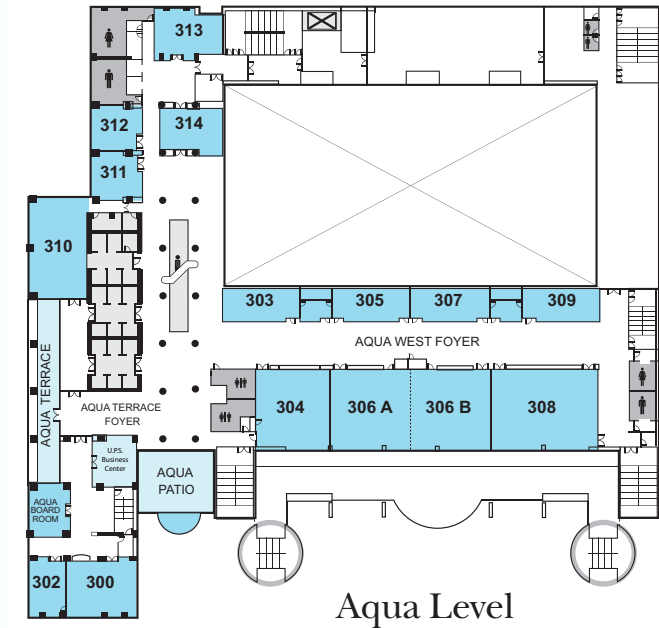 313
312
314
311
310
303
305
307
309
AQUA WEST FOYER
AQUA TERRACE
304
306 A
306 B
308
AQUA TERRACE
FOYER
U.P.S.
Business
Center
AQUA
PATIO
AQUA
BOARD
ROOM
302
300
Aqua Level